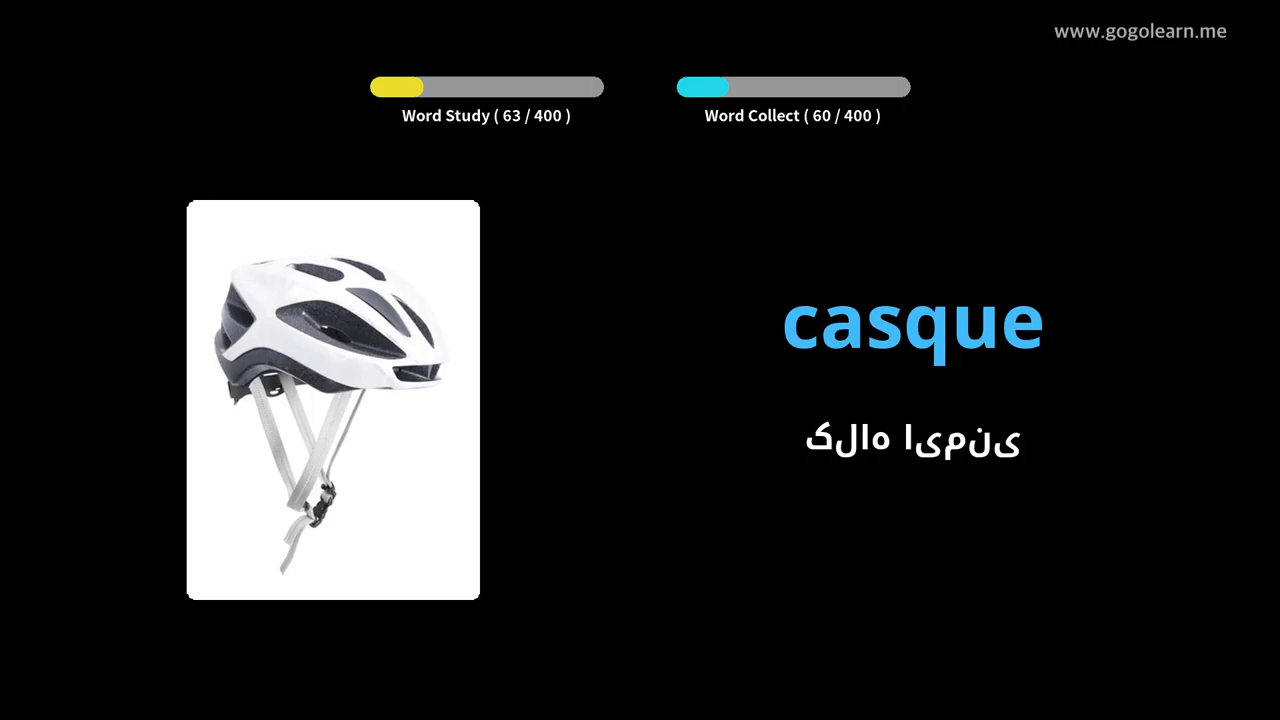 www.gogolearn.me
Word Study ( 63 / 400 )
Word Collect ( 60 / 400 )
casque
کلاه ایمنی